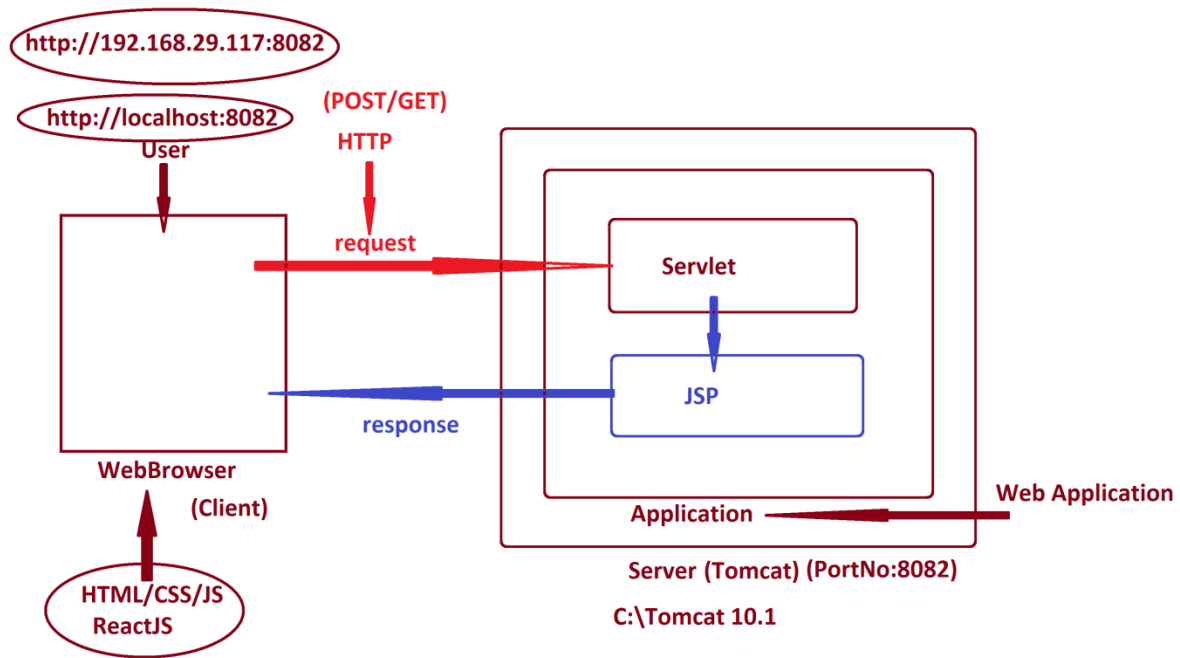 http://192.168.29.117:8082
http://localhost:8082
User
(POST/GET)
HTTP
request
Servlet
JSP
response
WebBrowser
(Client)
HTML/CSS/JS
ReactJS
Application
Web Application
Server (Tomcat) (PortNo:8082)
C:\Tomcat 10.1